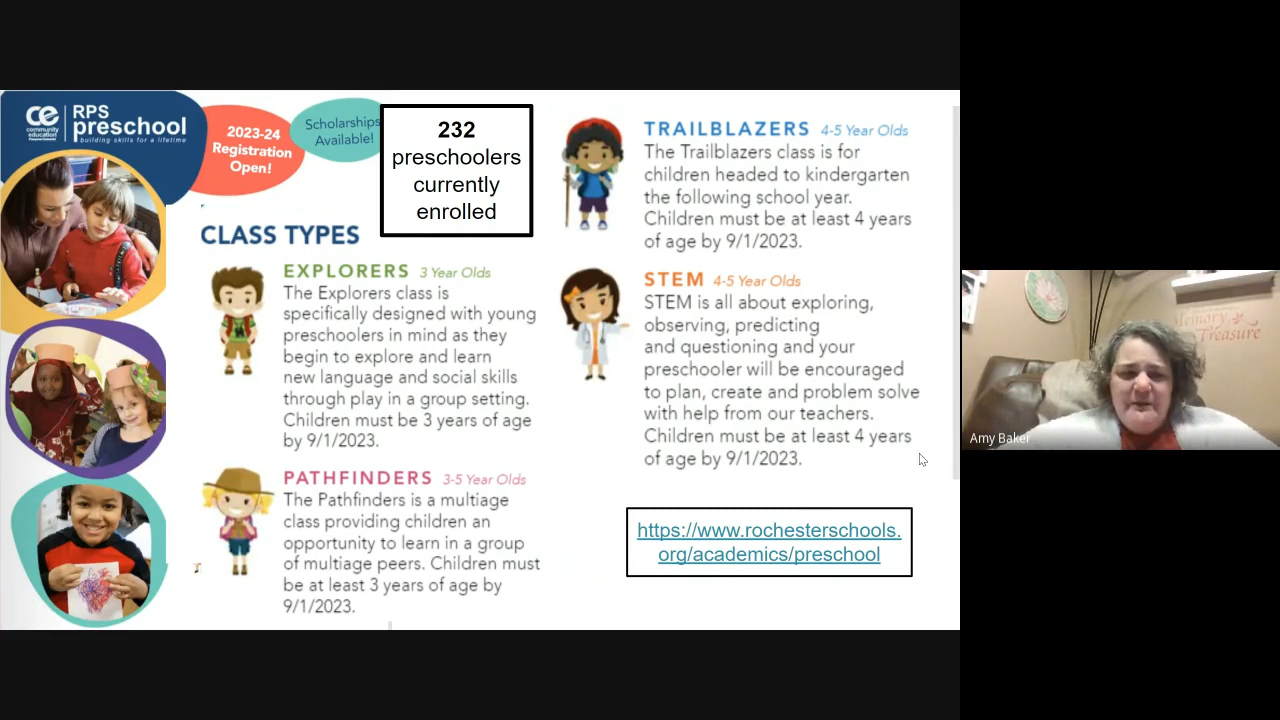 ce
community
education
RPS
preschool
building skills for a lifetime
2023-24
Registration
Open!
Scholarships
Available!
232
preschoolers
currently
enrolled
CLASS TYPES
EXPLORERS 3 Year Olds
The Explorers class is
specifically designed with young
preschoolers in mind as they
begin to explore and learn
new language and social skills
through play in a group setting.
Children must be 3 years of age
by 9/1/2023.
PATHFINDERS 3-5 Year Olds
The Pathfinders is a multiage
class providing children an
opportunity to learn in a group
of multiage peers. Children must
be at least 3 years of age by
9/1/2023.
TRAILBLAZERS 4-5 Year Olds
The Trailblazers class is for
children headed to kindergarten
the following school year.
Children must be at least 4 years
of age by 9/1/2023.
STEM 4-5 Year Olds
STEM is all about exploring,
observing, predicting
and questioning and your
preschooler will be encouraged
to plan, create and problem solve
with help from our teachers.
Children must be at least 4 years
of age by 9/1/2023.
https://www.rochesterschools.
org/academics/preschool
Memory
Treasure
Amy Baker